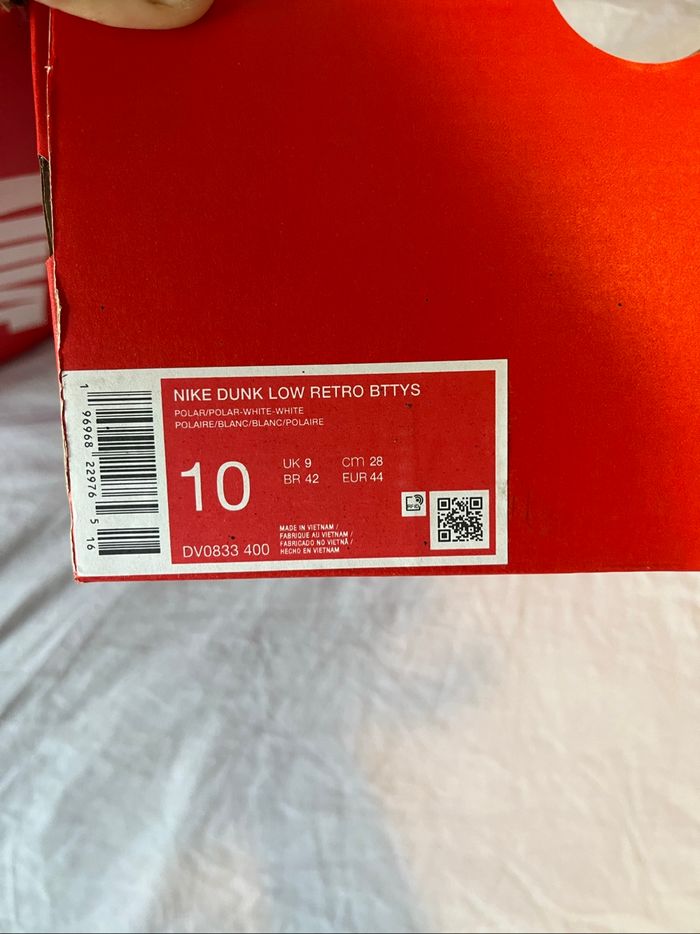 NIKE DUNK LOW RETRO BTTYS
POLAR/POLAR-WHITE-WHITE
POLAIRE/BLANC/BLANC/POLAIRE
10
UK 9 cm 28
BR 42 EUR 44
DV0833 400
MADE IN VIETNAM /
FABRIQUE AU VIETNAM /
FABRICADO NO VIETNÃ /
HECHO EN VIETNAM
RFID
1 96968 22976 5 16